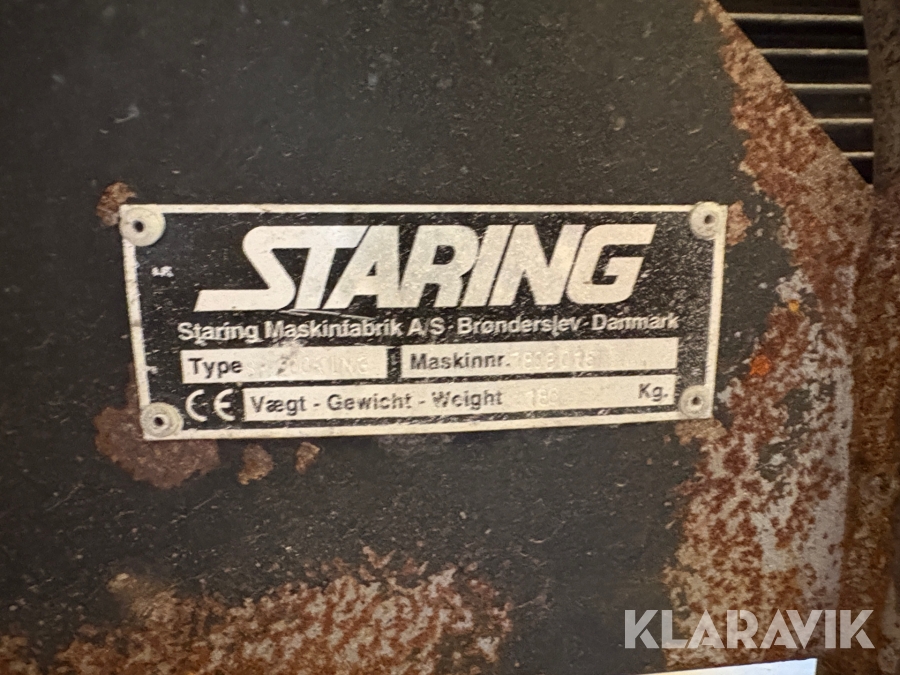 STARING
Staring Maskinfabrik A/S · Brønderslev · Danmark
Type
Maskinnr.
CE Vægt - Gewicht - Weight Kg.
KLARAVIK